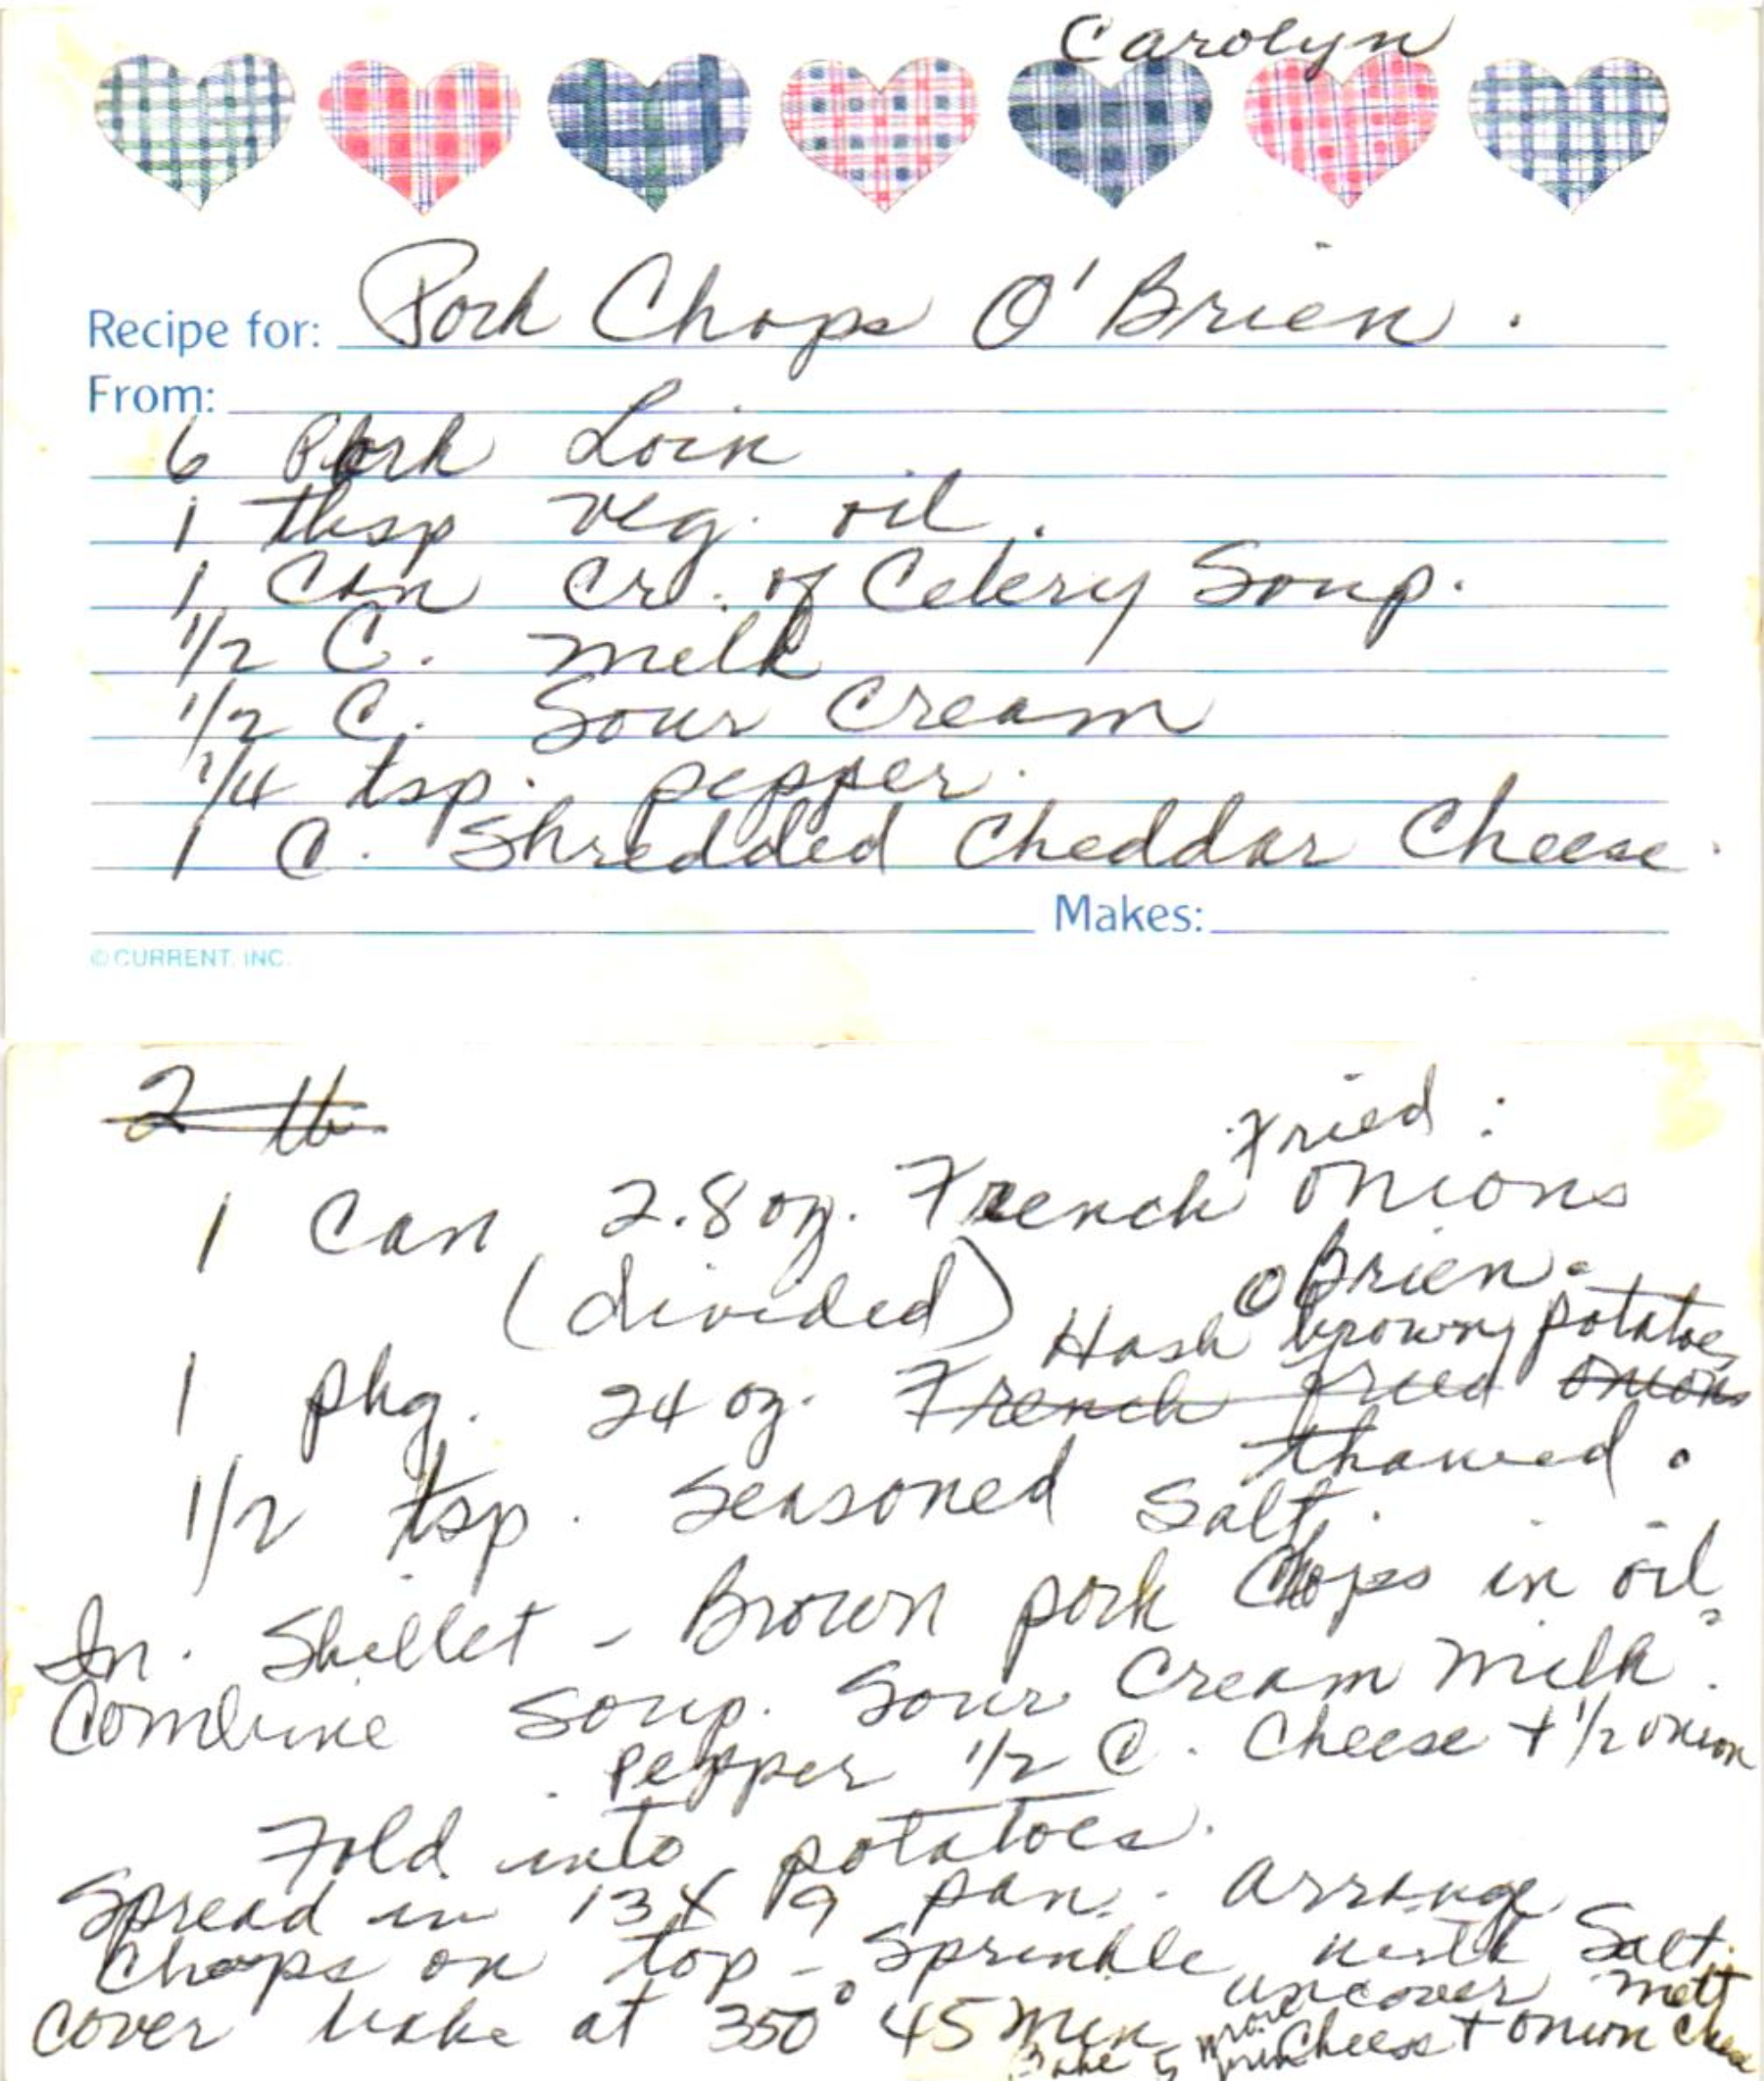 Carolyn
Recipe for: Pork Chops O'Brien.
From:
6 Pork Loin
1 tbsp veg. oil.
1 Can Cr. of Celery Soup.
1/2 C. milk
1/2 C. Sour Cream
1/4 tsp. pepper.
1 C. Shredded Cheddar Cheese.
Makes:
© CURRENT, INC.
2 lb.
Fried:
1 Can 2.8 oz. French onions
(divided)
O Brien.
Hash browns potatoes
1 pkg. 24 oz. French fried onions
thawed.
1/2 tsp. Seasoned Salt.
In. Skillet - Brown pork Chops in oil
Combine Soup. Sour Cream Milk.
pepper 1/2 C. Cheese + 1/2 onion
Fold into potatoes.
Spread in 13 X 9 pan. arrange
Chops on top - Sprinkle with Salt.
Cover bake at 350° 45 Min uncover
Cheese + onion melt
Bake 5 more min